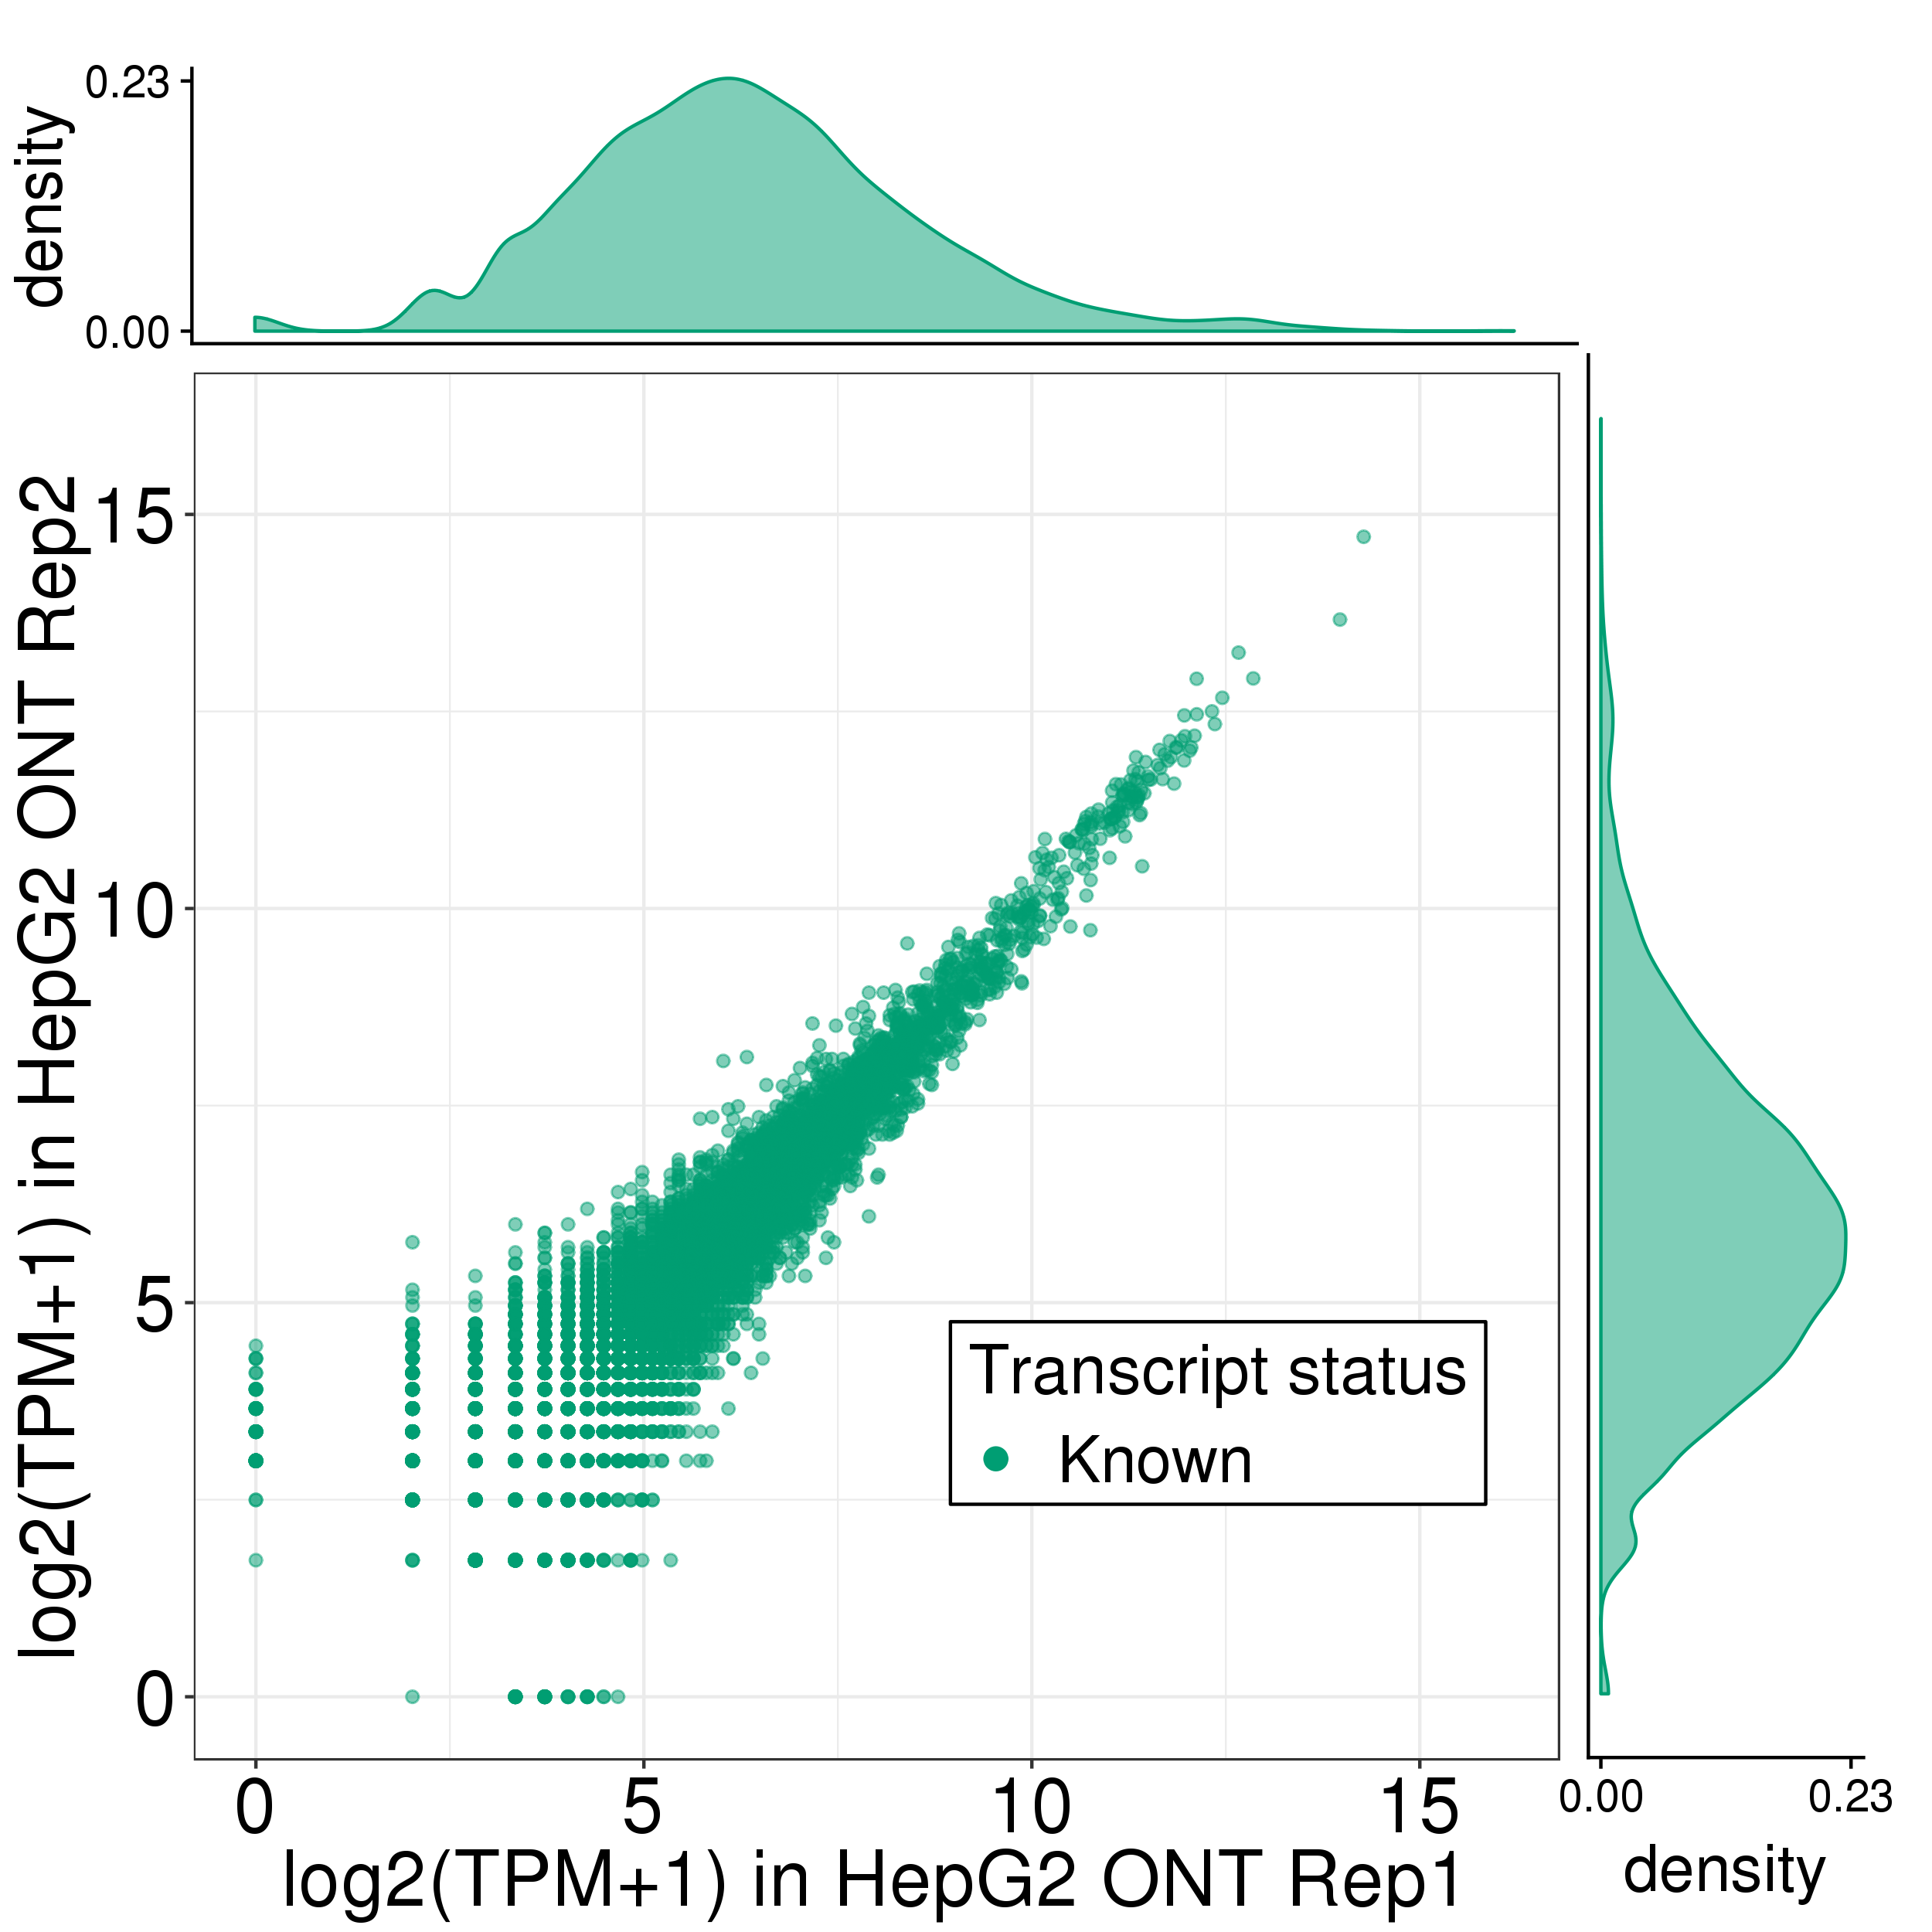 0.23
density
0.00
log2(TPM+1) in HepG2 ONT Rep2
15
10
5
0
Transcript status
Known
0 5 10 15
log2(TPM+1) in HepG2 ONT Rep1
0.00 0.23
density